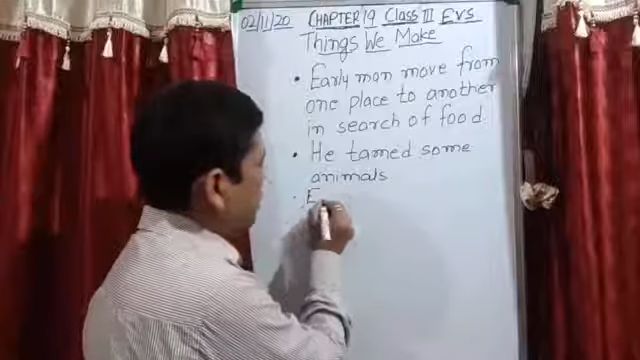 02/11/20 CHAPTER 19 Class III EVS
Things We Make
• Early man move from
one place to another
in search of food
• He tamed some
animals
• E